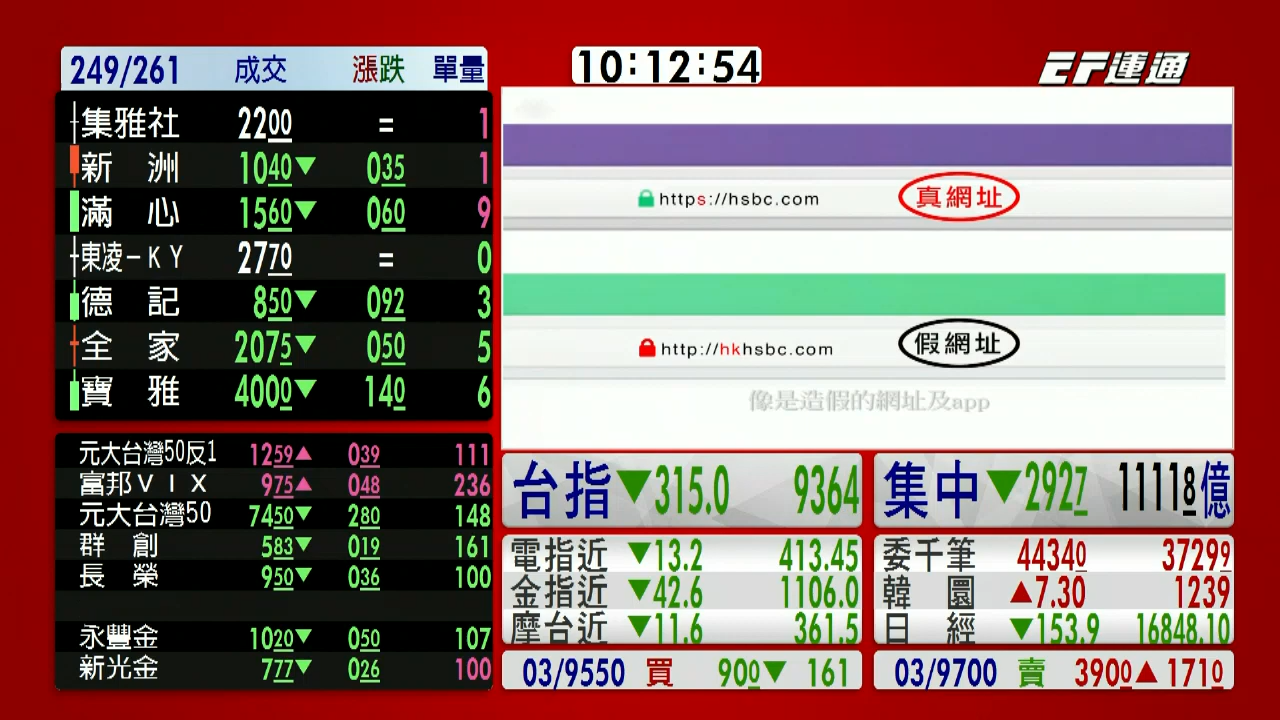 249/261 成交 漲跌 單量
集雅社 2200 = 1
新洲 1040▼ 035 1
滿心 1560▼ 060 9
東凌-KY 2770 = 0
德記 850▼ 092 3
全家 2075▼ 050 5
寶雅 4000▼ 140 6
元大台灣50反1 1259▲ 039 111
富邦VIX 975▲ 048 236
元大台灣50 7450▼ 280 148
群創 583▼ 019 161
長榮 950▼ 036 100
永豐金 1020▼ 050 107
新光金 777▼ 026 100
10:12:54
EF運通
https://hsbc.com 真網址
http://hkhsbc.com 假網址
像是造假的網址及app
台指▼315.0 9364
集中▼2927 11118億
電指近 ▼13.2 413.45
金指近 ▼42.6 1106.0
摩台近 ▼11.6 361.5
委千筆 44340 37299
韓圜 ▲7.30 1239
日經 ▼153.9 16848.10
03/9550 買 900▼ 161
03/9700 賣 3900▲ 1710